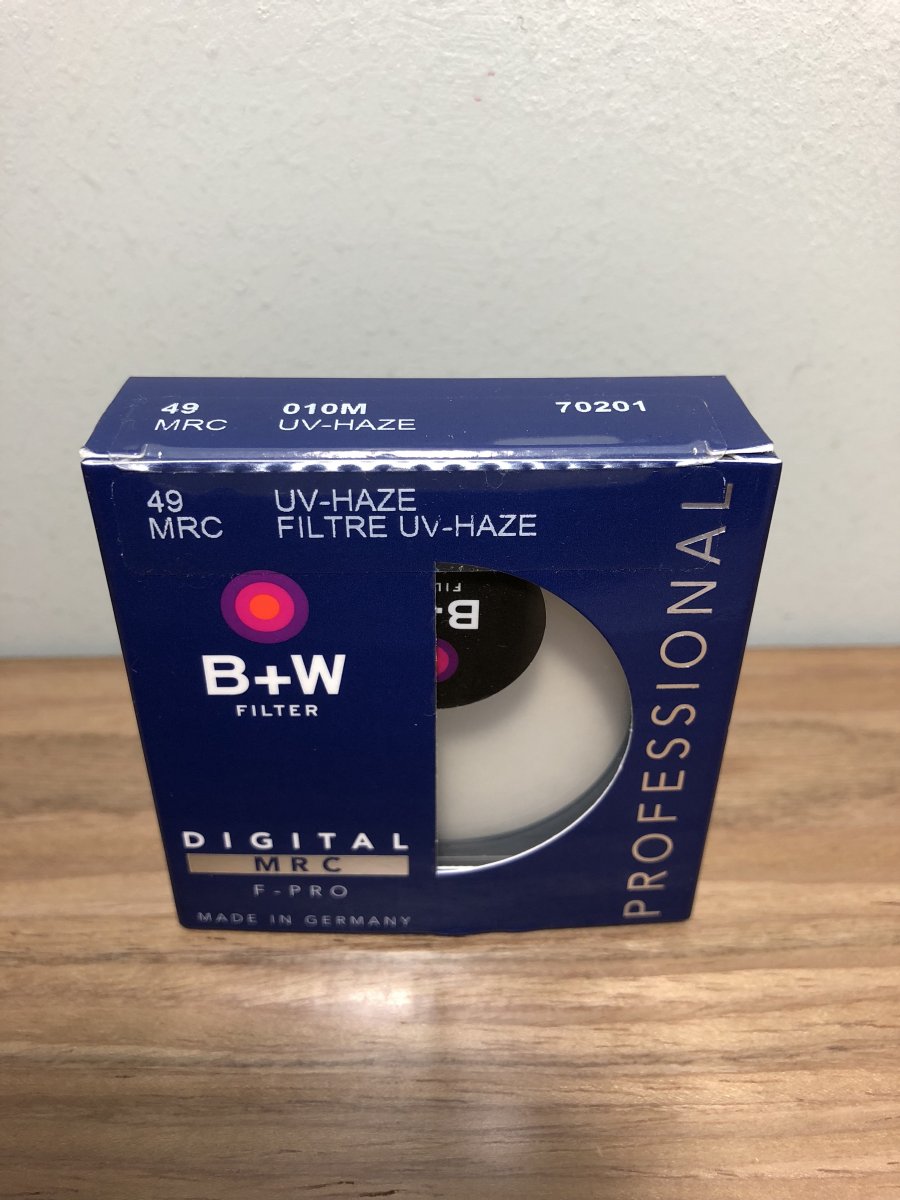 49 010M 70201
MRC UV-HAZE
49 UV-HAZE
MRC FILTRE UV-HAZE
B+W
FILTER
B+
DIGITAL
MRC
F-PRO
MADE IN GERMANY
PROFESSIONAL